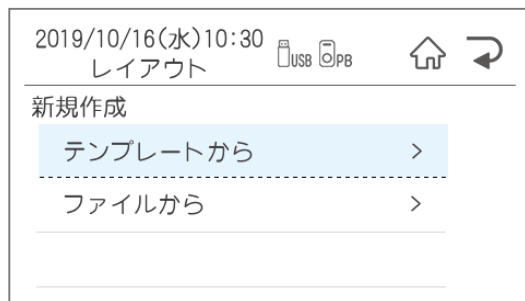 2019/10/16(水)10:30
USB PB
レイアウト
新規作成
テンプレートから
ファイルから